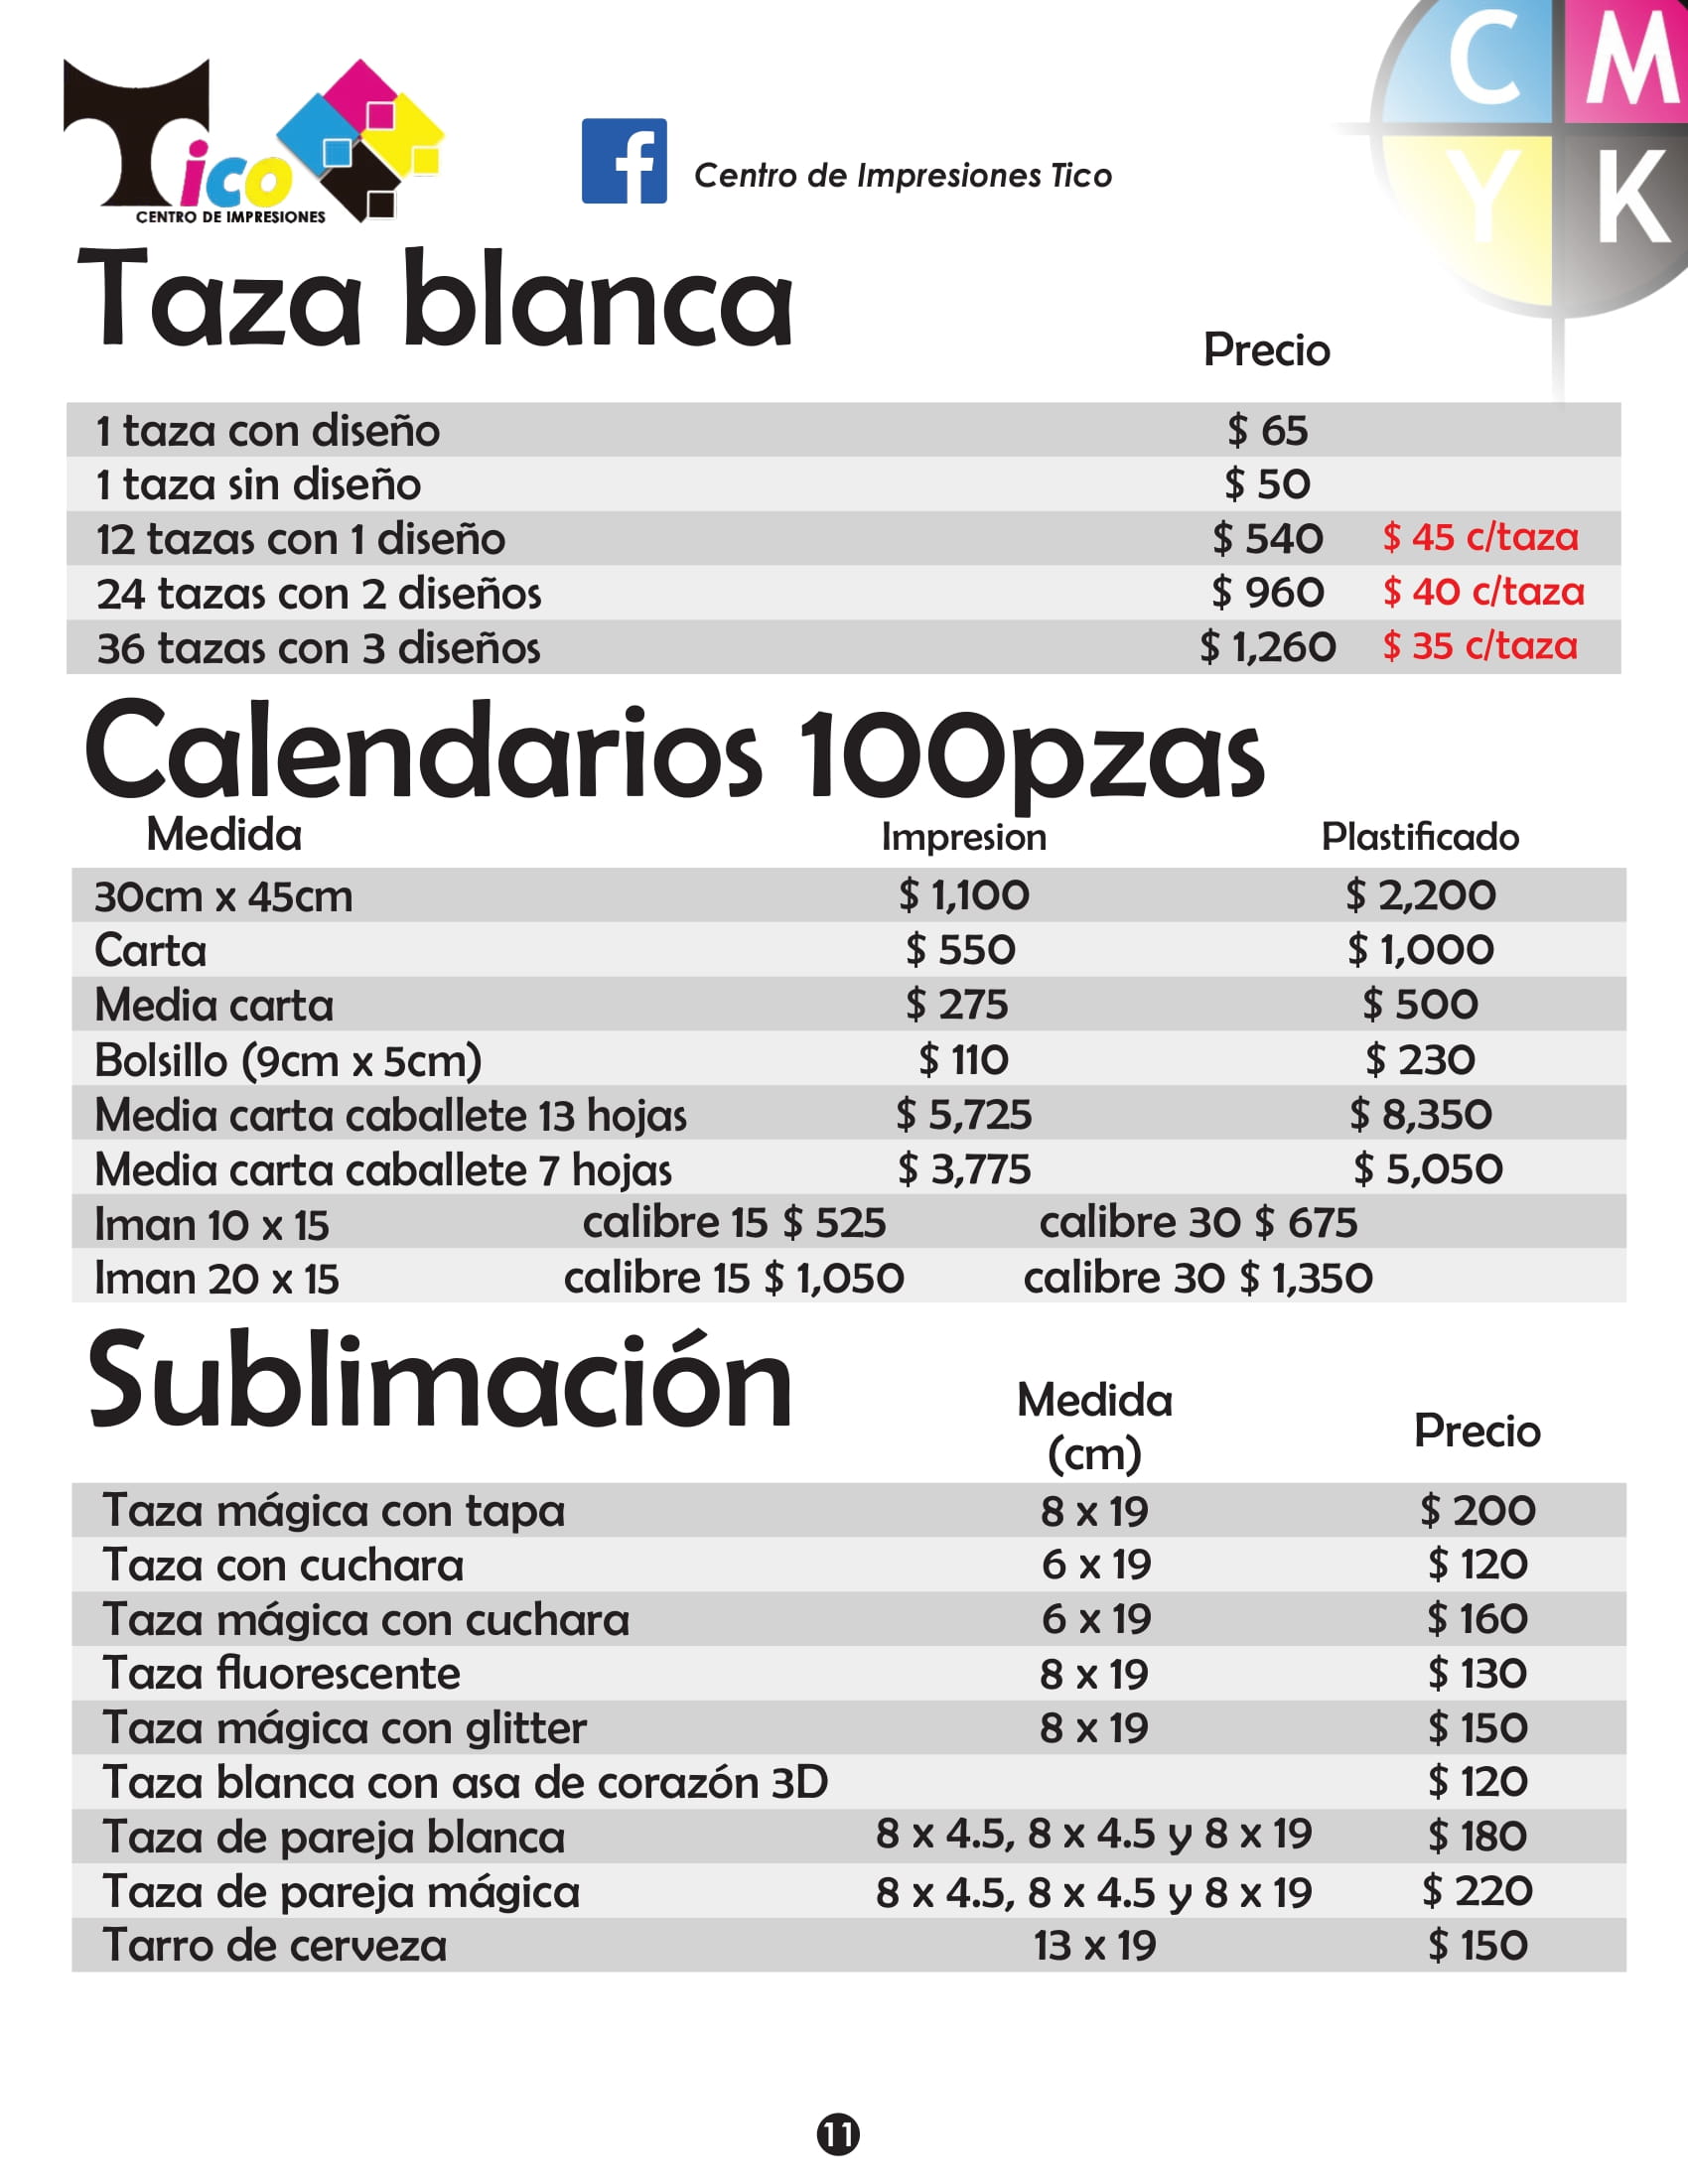 Tico
CENTRO DE IMPRESIONES
Centro de Impresiones Tico
C M
Y K
Taza blanca
Precio
1 taza con diseño $ 65
1 taza sin diseño $ 50
12 tazas con 1 diseño $ 540 $ 45 c/taza
24 tazas con 2 diseños $ 960 $ 40 c/taza
36 tazas con 3 diseños $ 1,260 $ 35 c/taza
Calendarios 100pzas
Medida Impresion Plastificado
30cm x 45cm $ 1,100 $ 2,200
Carta $ 550 $ 1,000
Media carta $ 275 $ 500
Bolsillo (9cm x 5cm) $ 110 $ 230
Media carta caballete 13 hojas $ 5,725 $ 8,350
Media carta caballete 7 hojas $ 3,775 $ 5,050
Iman 10 x 15 calibre 15 $ 525 calibre 30 $ 675
Iman 20 x 15 calibre 15 $ 1,050 calibre 30 $ 1,350
Sublimación
Medida
(cm)
Precio
Taza mágica con tapa 8 x 19 $ 200
Taza con cuchara 6 x 19 $ 120
Taza mágica con cuchara 6 x 19 $ 160
Taza fluorescente 8 x 19 $ 130
Taza mágica con glitter 8 x 19 $ 150
Taza blanca con asa de corazón 3D $ 120
Taza de pareja blanca 8 x 4.5, 8 x 4.5 y 8 x 19 $ 180
Taza de pareja mágica 8 x 4.5, 8 x 4.5 y 8 x 19 $ 220
Tarro de cerveza 13 x 19 $ 150
11